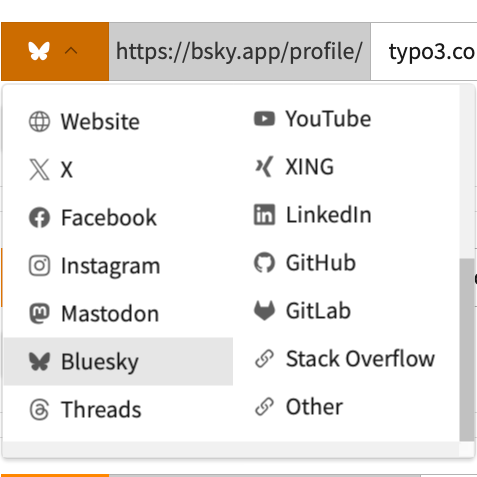 https://bsky.app/profile/ typo3.co
Website
X
Facebook
Instagram
Mastodon
Bluesky
Threads
YouTube
XING
LinkedIn
GitHub
GitLab
Stack Overflow
Other